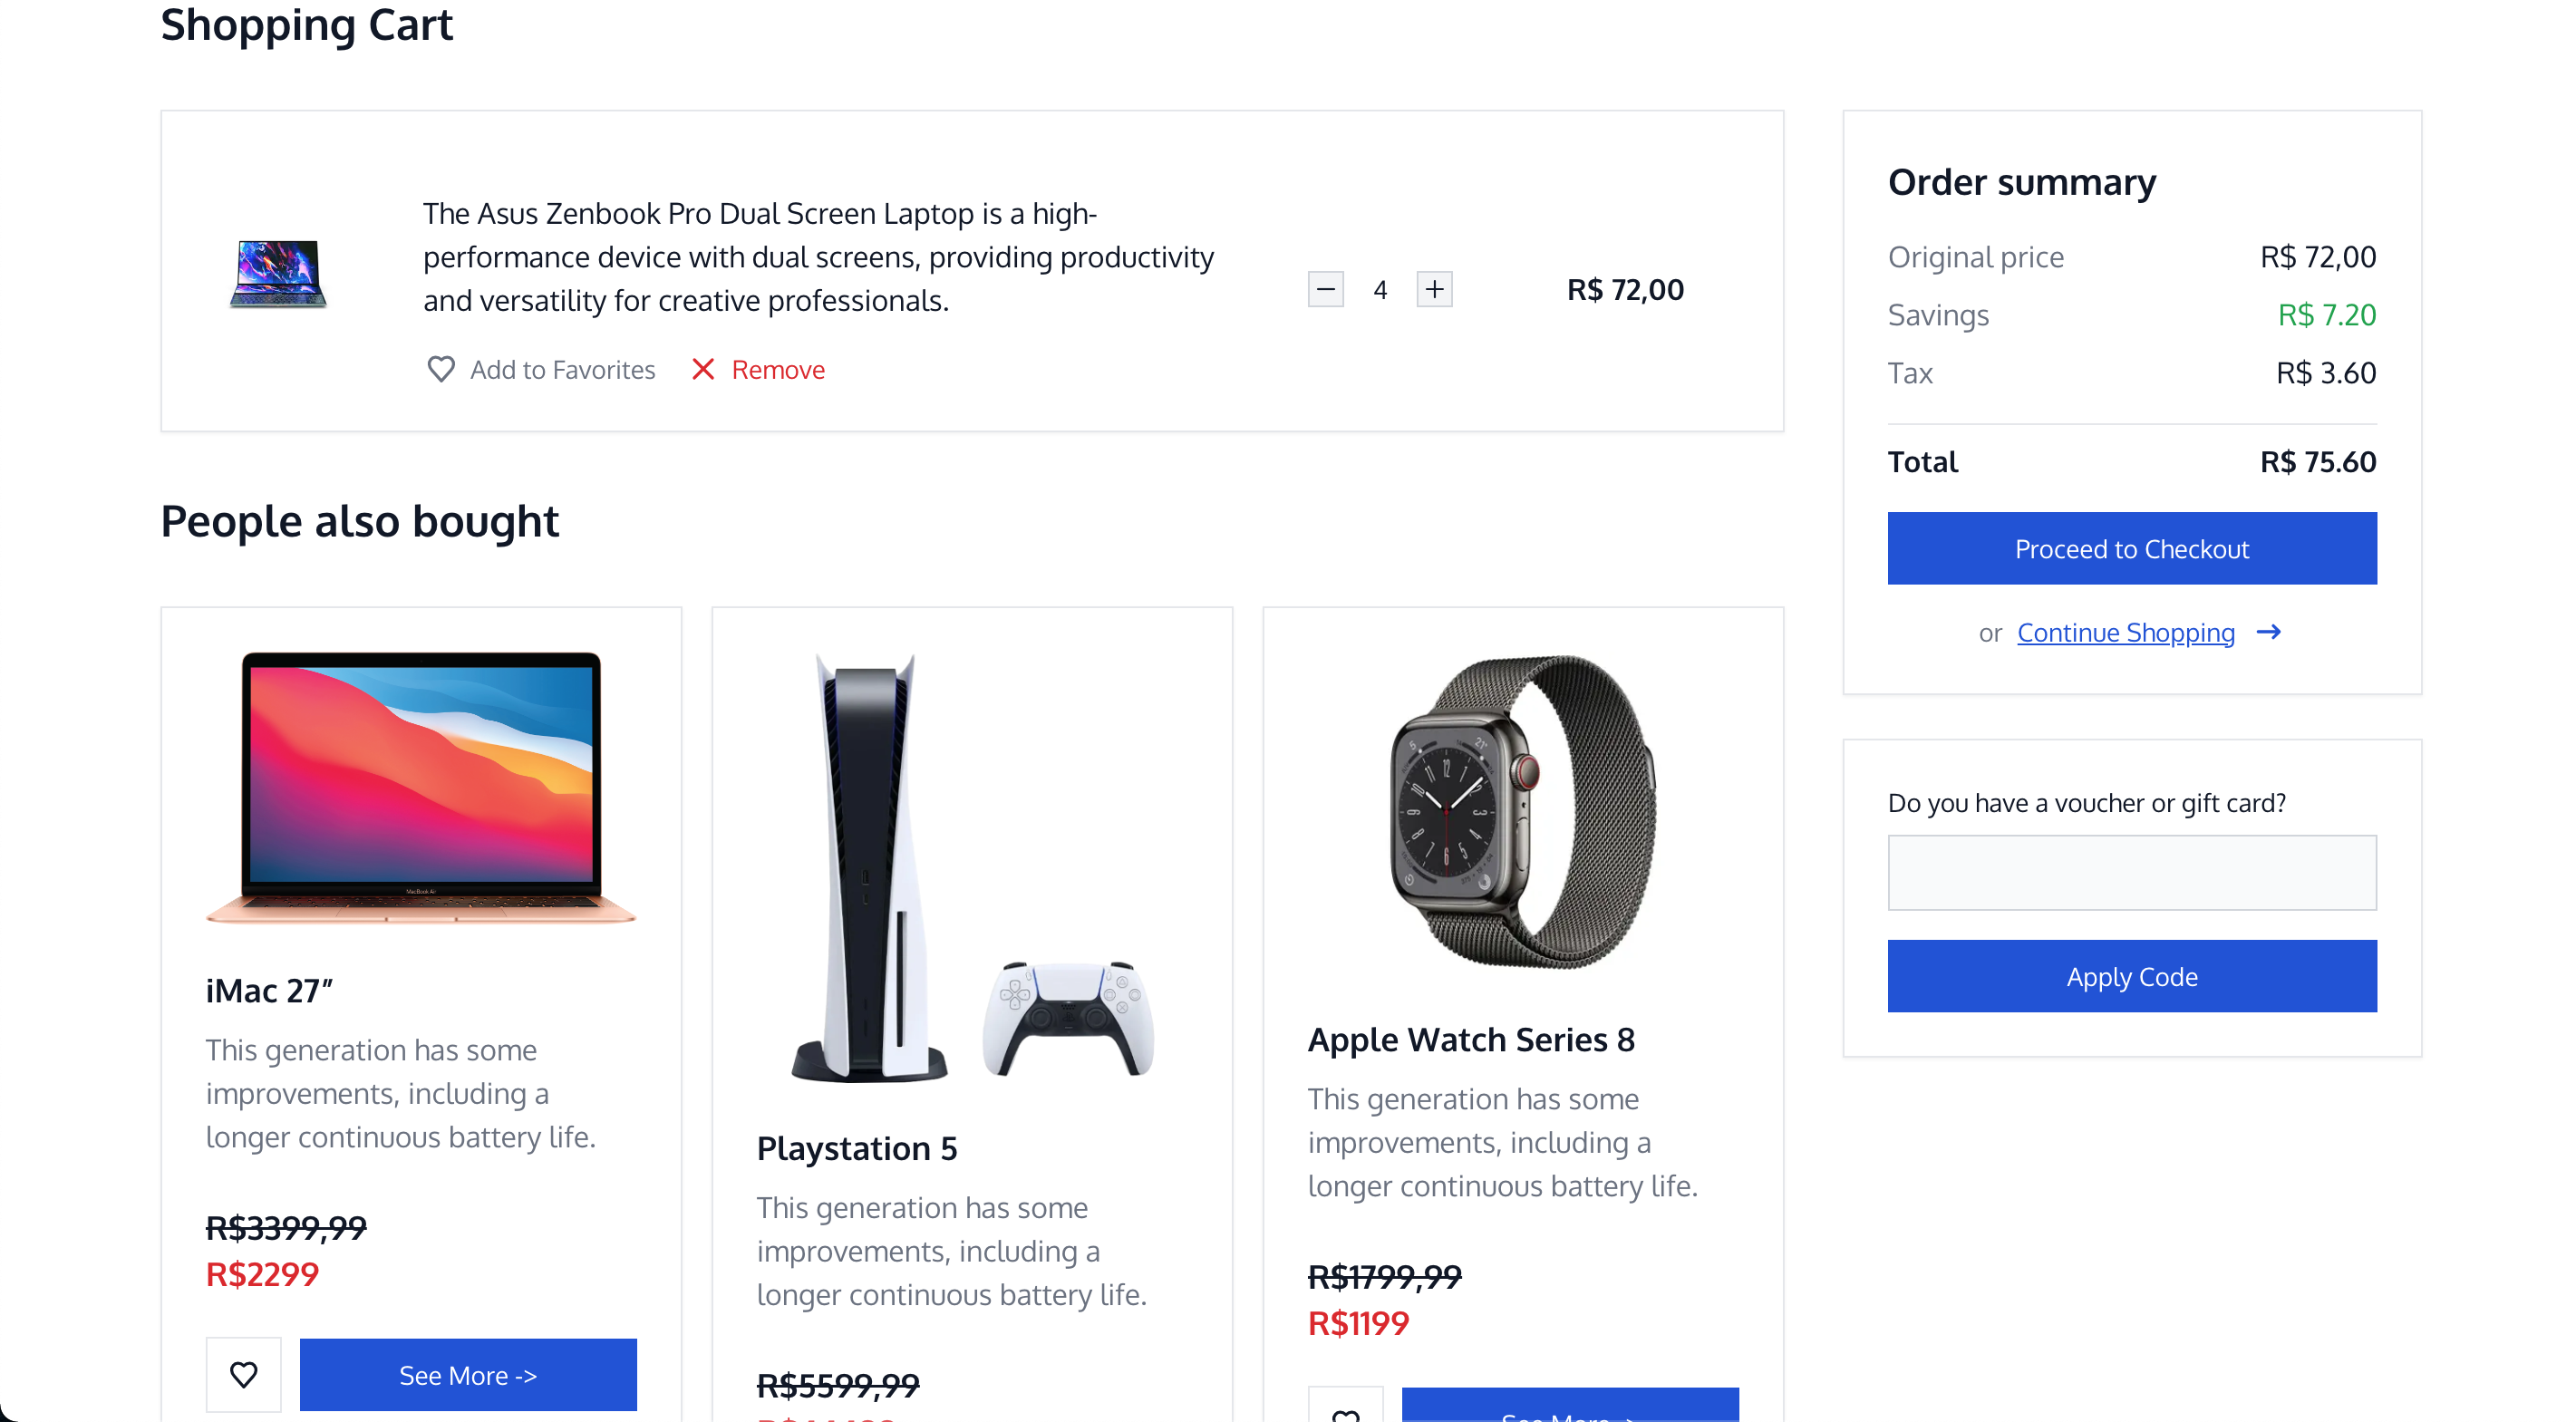 Shopping Cart
The Asus Zenbook Pro Dual Screen Laptop is a high-
performance device with dual screens, providing productivity
and versatility for creative professionals.
Add to Favorites
Remove
4
R$ 72,00
Order summary
Original price R$ 72,00
Savings R$ 7.20
Tax R$ 3.60
Total R$ 75.60
Proceed to Checkout
or Continue Shopping
Do you have a voucher or gift card?
Apply Code
People also bought
MacBook Air
iMac 27”
This generation has some
improvements, including a
longer continuous battery life.
R$3399,99
R$2299
See More ->
Playstation 5
This generation has some
improvements, including a
longer continuous battery life.
R$5599,99
Apple Watch Series 8
This generation has some
improvements, including a
longer continuous battery life.
R$1799,99
R$1199
See More ->